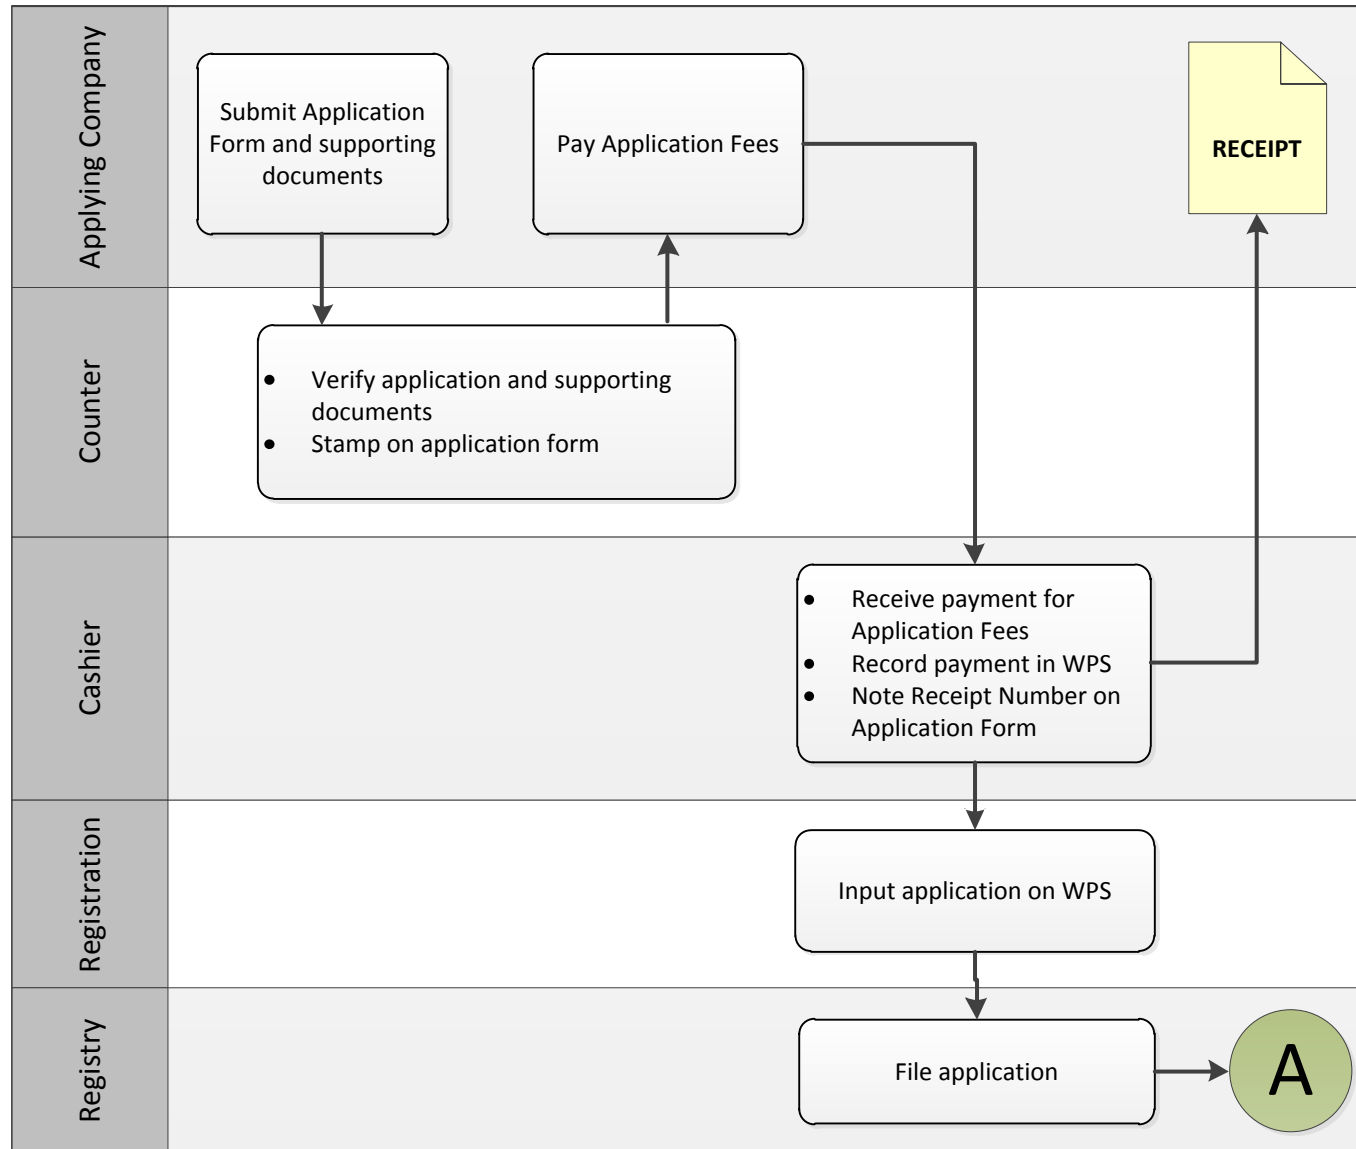 Applying Company
Submit Application
Form and supporting
documents
Pay Application Fees
RECEIPT
Counter
• Verify application and supporting
documents
• Stamp on application form
Cashier
• Receive payment for
Application Fees
• Record payment in WPS
• Note Receipt Number on
Application Form
Registration
Input application on WPS
Registry
File application
A